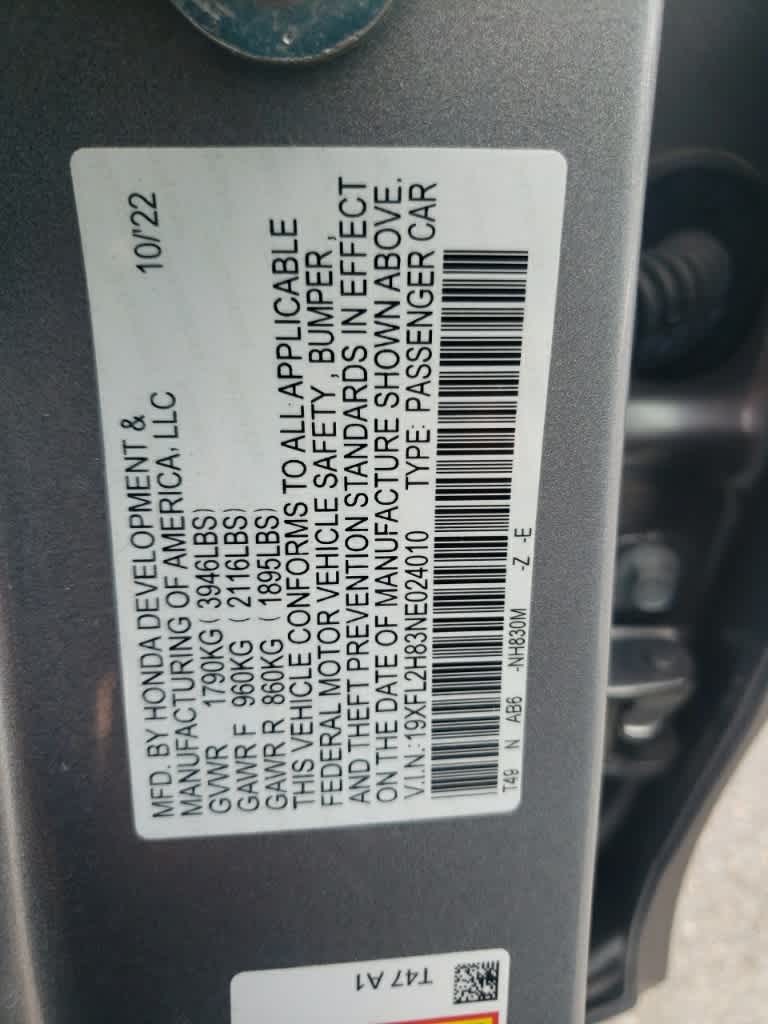 MFD. BY HONDA DEVELOPMENT & 10/'22
MANUFACTURING OF AMERICA, LLC
GVWR 1790KG (3946LBS)
GAWR F 960KG (2116LBS)
GAWR R 860KG (1895LBS)
THIS VEHICLE CONFORMS TO ALL APPLICABLE
FEDERAL MOTOR VEHICLE SAFETY, BUMPER,
AND THEFT PREVENTION STANDARDS IN EFFECT
ON THE DATE OF MANUFACTURE SHOWN ABOVE.
V.I.N.: 19XFL2H83NE024010 TYPE: PASSENGER CAR
T49 N AB6 -NH830M -Z -E
T47 A1